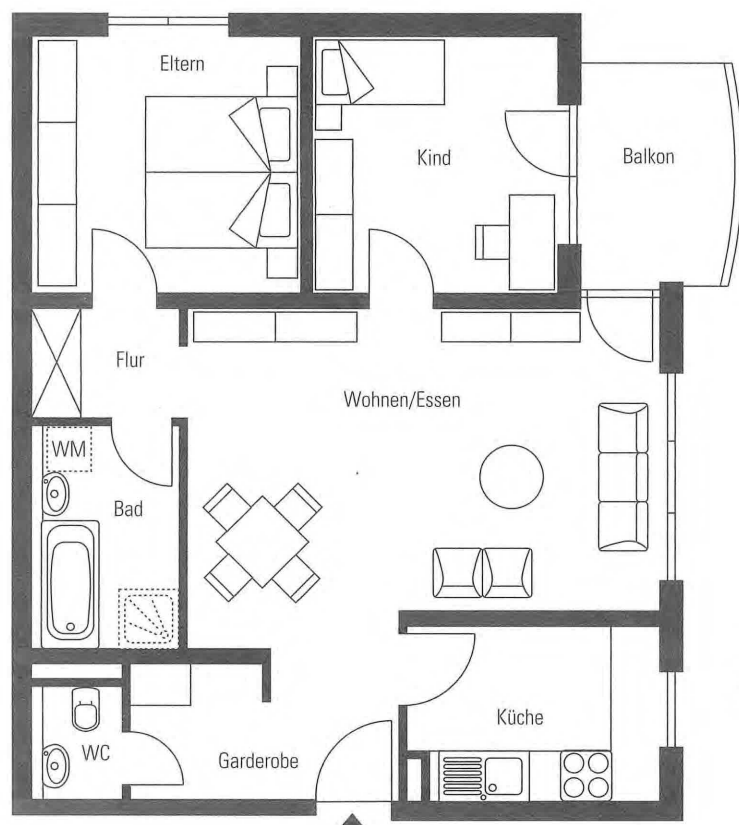 Eltern
Kind
Balkon
Flur
Wohnen/Essen
WM
Bad
Küche
WC
Garderobe